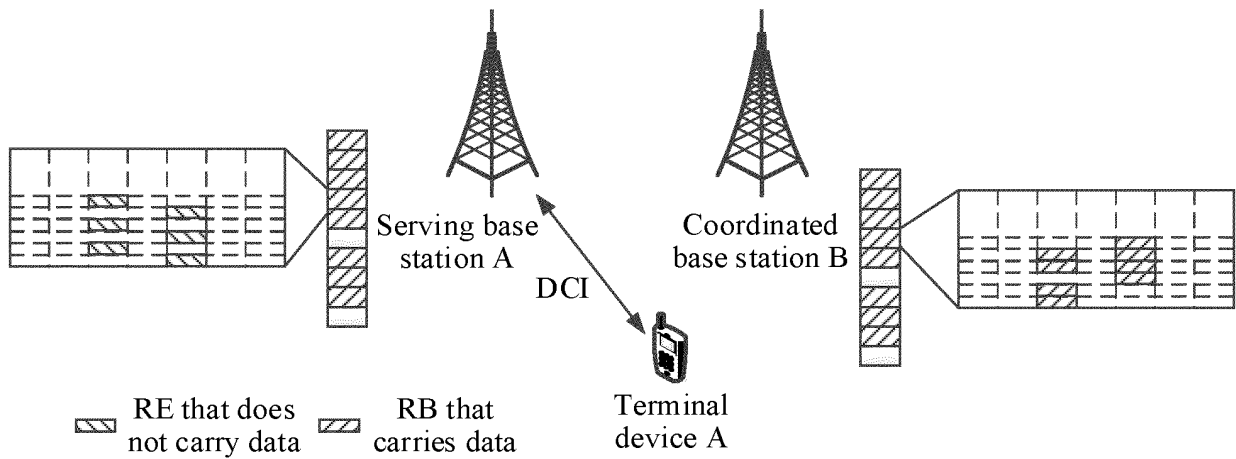 Serving base
station A
Coordinated
base station B
DCI
Terminal
device A
RE that does
not carry data
RB that
carries data